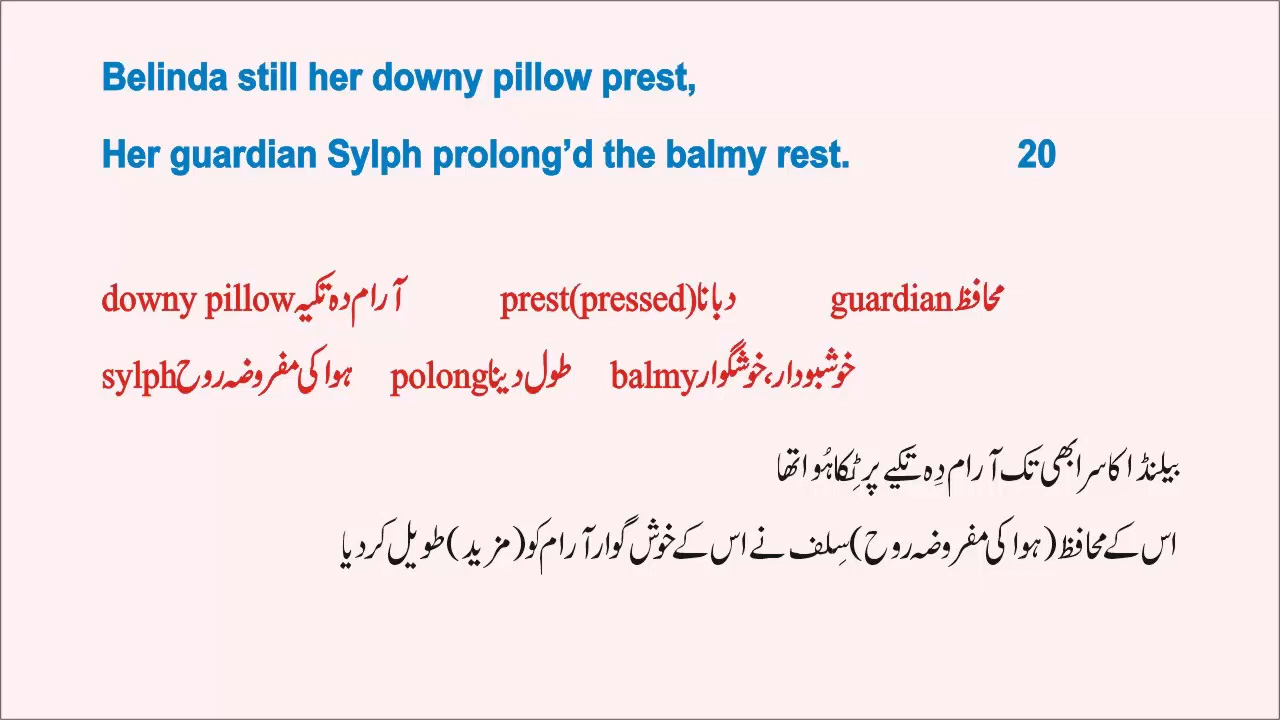 Belinda still her downy pillow prest,
Her guardian Sylph prolong’d the balmy rest. 20
downy pillow آرام دہ تکیہ prest(pressed) دبانا guardian محافظ
sylph ہوا کی مفروضہ روح polong طول دینا balmy خوشبودار، خوشگوار
بیلنڈا کا سر ابھی تک آرام دِہ تکیے پر ٹِکا ہُوا تھا
اس کے محافظ (ہوا کی مفروضہ روح) سِلف نے اس کے خوش گوار آرام کو (مزید) طویل کر دیا